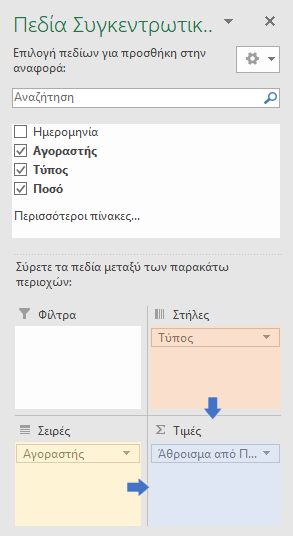 Πεδία Συγκεντρωτικ..
Επιλογή πεδίων για προσθήκη στην
αναφορά:
Αναζήτηση
Ημερομηνία
Αγοραστής
Τύπος
Ποσό
Περισσότεροι πίνακες...
Σύρετε τα πεδία μεταξύ των παρακάτω
περιοχών:
Φίλτρα
Στήλες
Τύπος
Σειρές
Τιμές
Αγοραστής
Άθροισμα από Π...